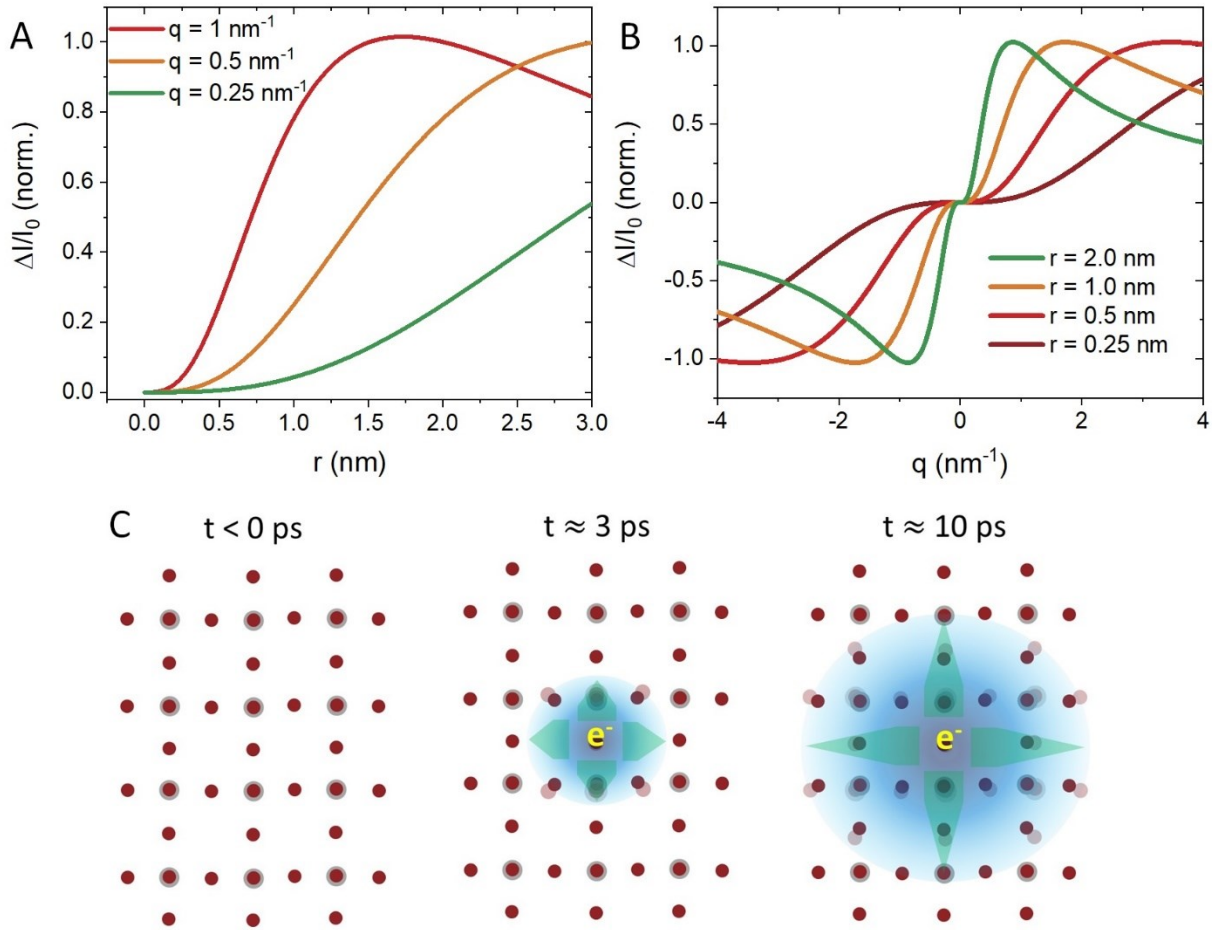 A
q = 1 nm⁻¹
q = 0.5 nm⁻¹
q = 0.25 nm⁻¹
1.0
0.8
0.6
0.4
0.2
0.0
ΔI/I₀ (norm.)
0.0 0.5 1.0 1.5 2.0 2.5 3.0
r (nm)
B
1.0
0.5
0.0
-0.5
-1.0
ΔI/I₀ (norm.)
r = 2.0 nm
r = 1.0 nm
r = 0.5 nm
r = 0.25 nm
-4 -2 0 2 4
q (nm⁻¹)
C
t < 0 ps
t ≈ 3 ps
t ≈ 10 ps
e⁻
e⁻